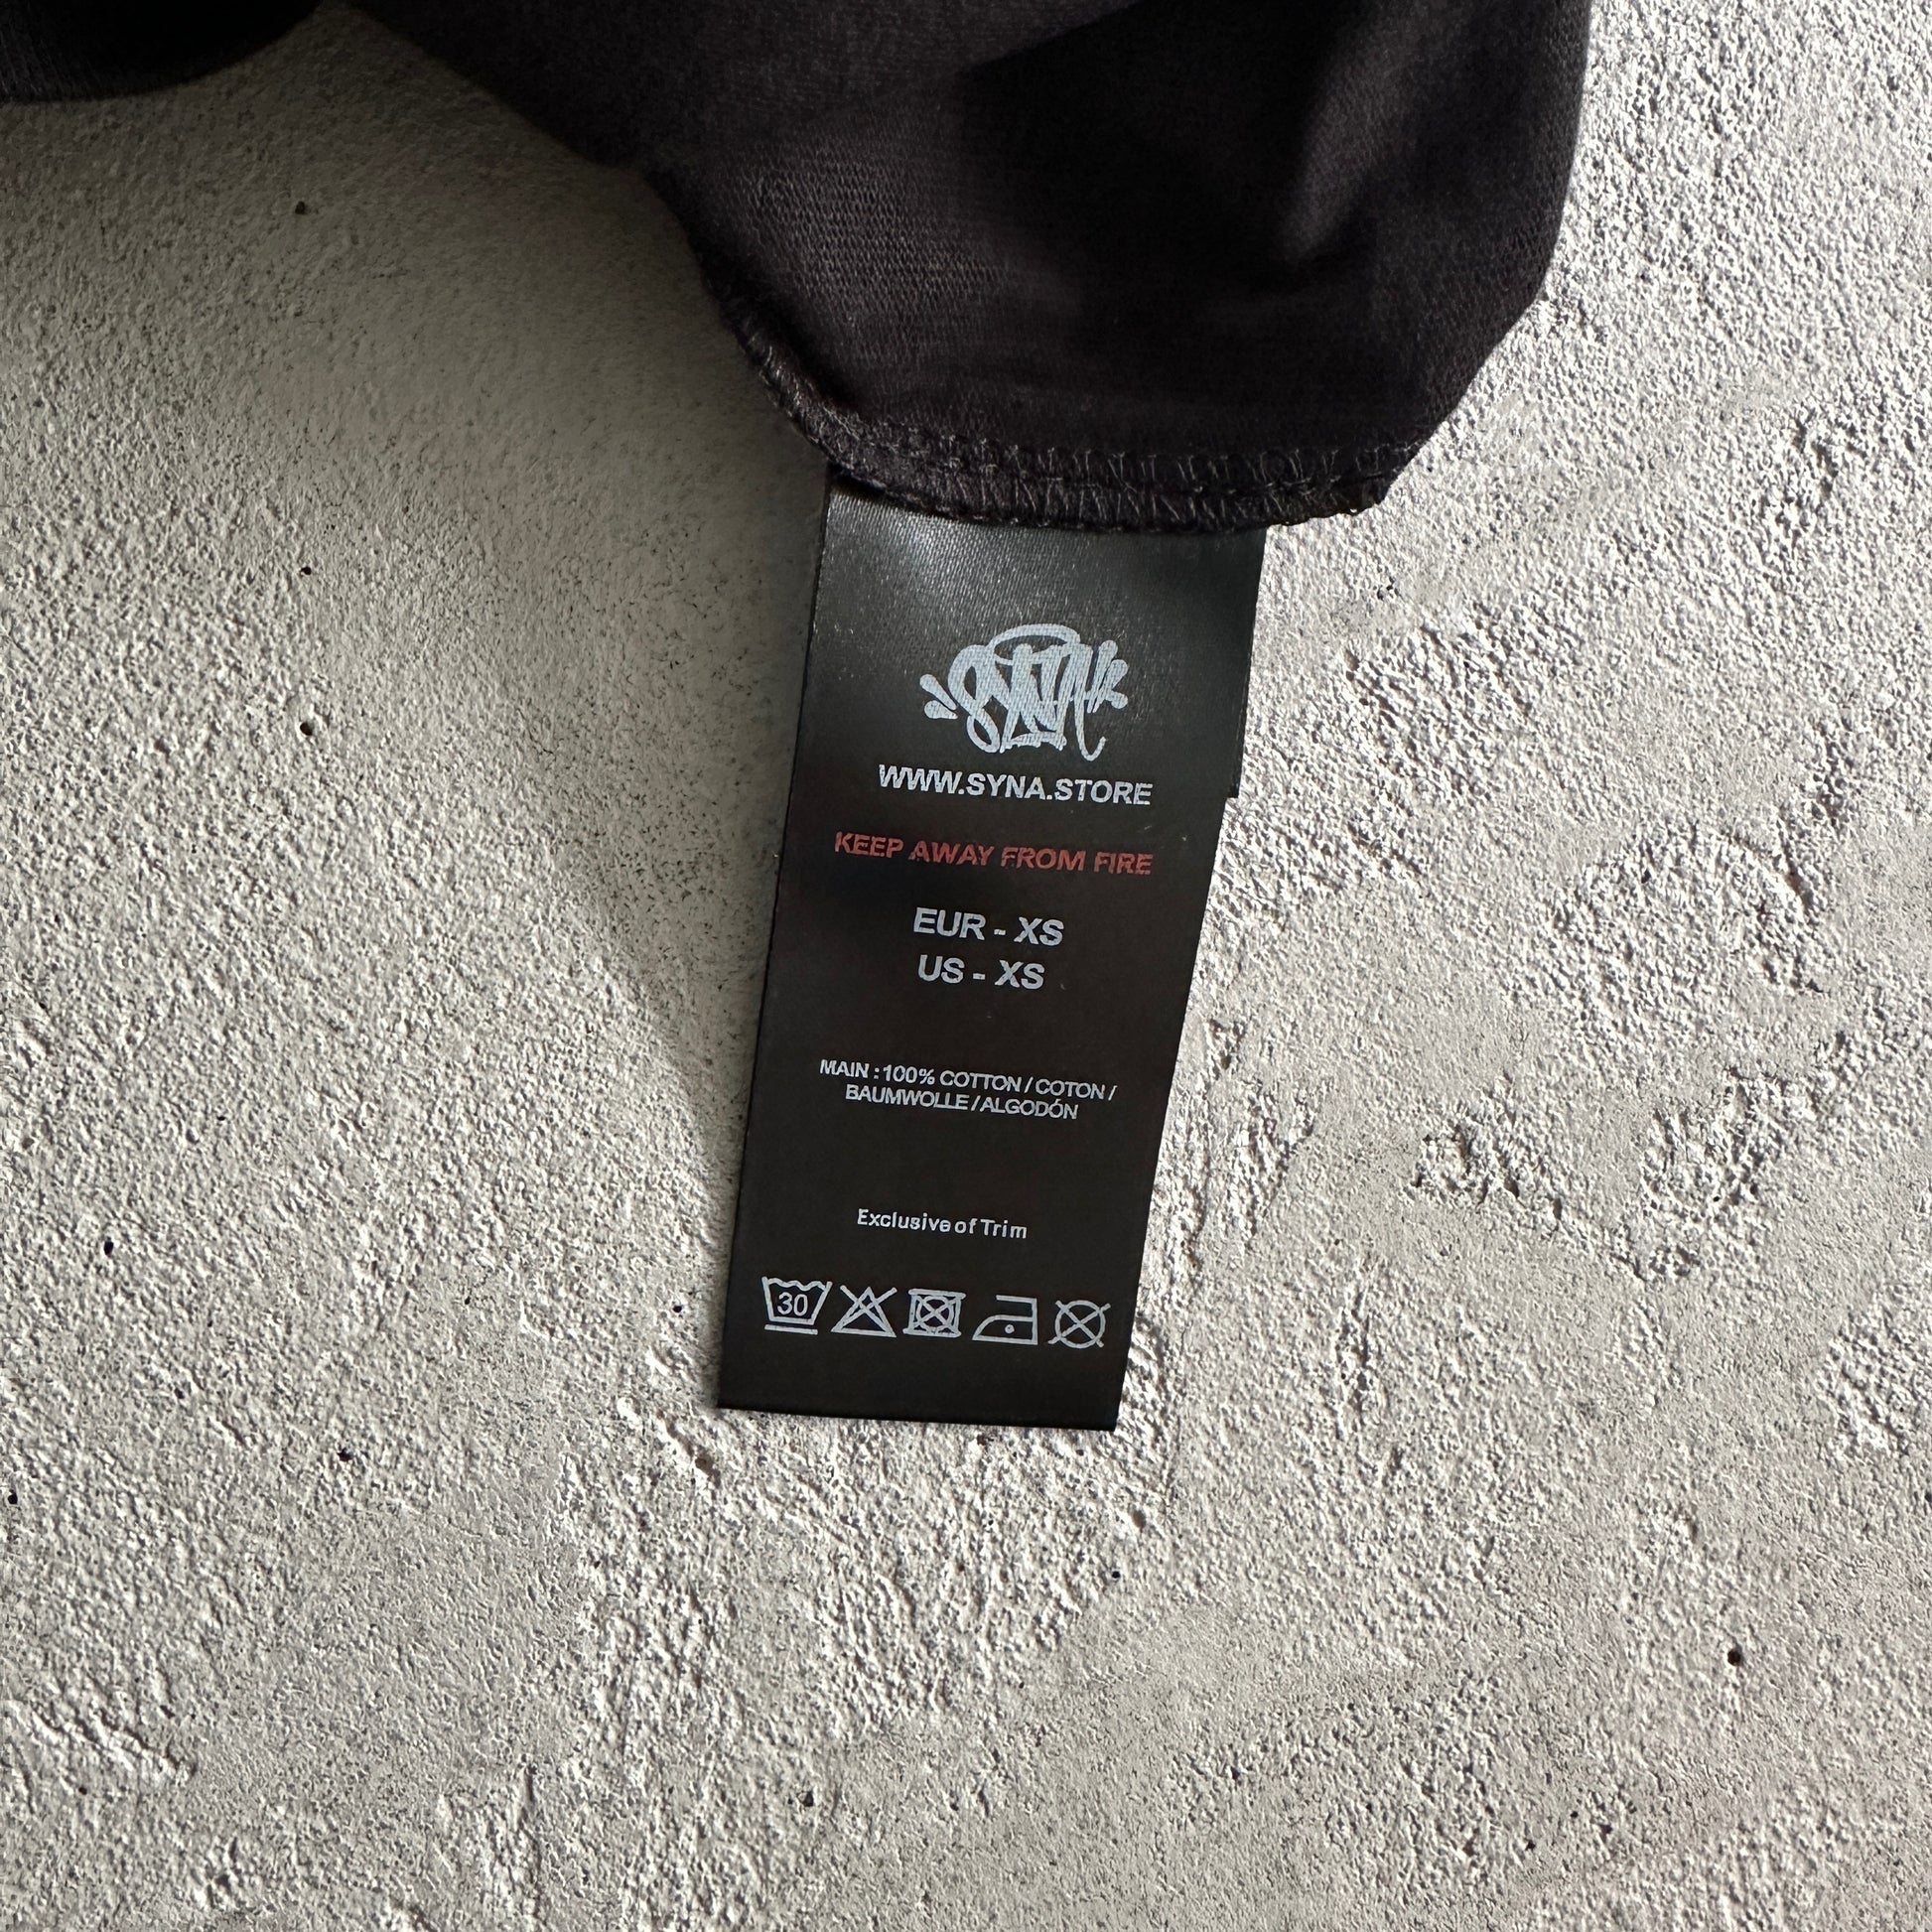 SYNA
WWW.SYNA.STORE
KEEP AWAY FROM FIRE
EUR - XS
US - XS
MAIN : 100% COTTON / COTON /
BAUMWOLLE / ALGODÓN
Exclusive of Trim
30